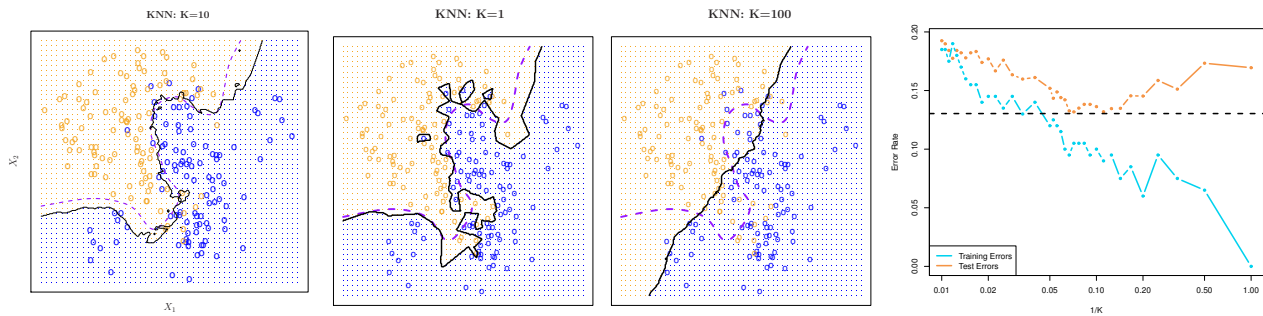 KNN: K=10
X₂
X₁
KNN: K=1
KNN: K=100
Error Rate
0.20
0.15
0.10
0.05
0.00
Training Errors
Test Errors
0.01 0.02 0.05 0.10 0.20 0.50 1.00
1/K